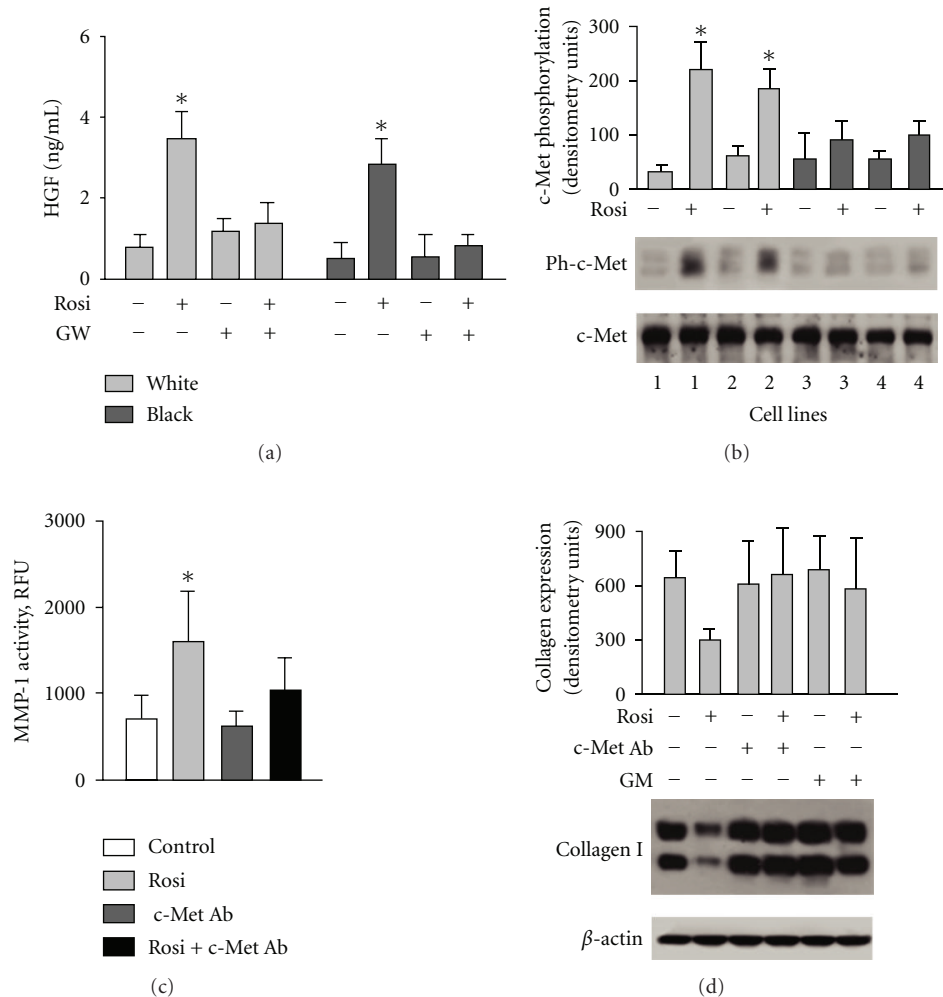 6
4
2
0
HGF (ng/mL)
*
*
Rosi − + − + − + − +
GW − − + + − − + +
White
Black
(a)
300
200
100
0
c-Met phosphorylation
(densitometry units)
*
*
Rosi − + − + − + − +
Ph-c-Met
c-Met
1 1 2 2 3 3 4 4
Cell lines
(b)
3000
2000
1000
0
MMP-1 activity, RFU
*
Control
Rosi
c-Met Ab
Rosi + c-Met Ab
(c)
900
600
300
0
Collagen expression
(densitometry units)
Rosi − + − + − +
c-Met Ab − − + + − −
GM − − − − + +
Collagen I
β-actin
(d)